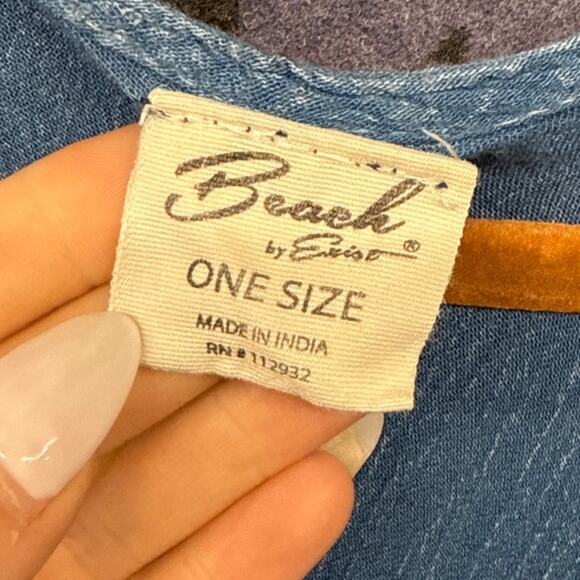 Beach
by Exist ®
ONE SIZE
MADE IN INDIA
RN # 112932